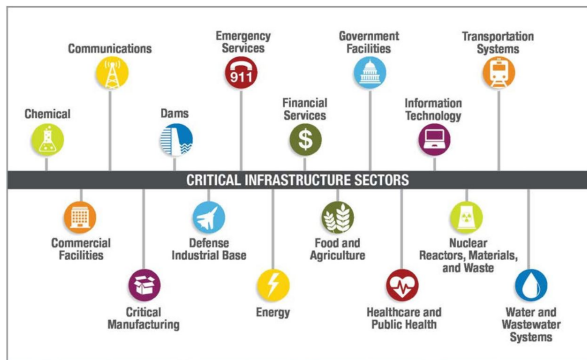 Communications
Emergency
Services
911
Government
Facilities
Transportation
Systems
Chemical
Dams
Financial
Services
$
Information
Technology
CRITICAL INFRASTRUCTURE SECTORS
Commercial
Facilities
Defense
Industrial Base
Food and
Agriculture
Nuclear
Reactors, Materials,
and Waste
Critical
Manufacturing
Energy
Healthcare and
Public Health
Water and
Wastewater
Systems